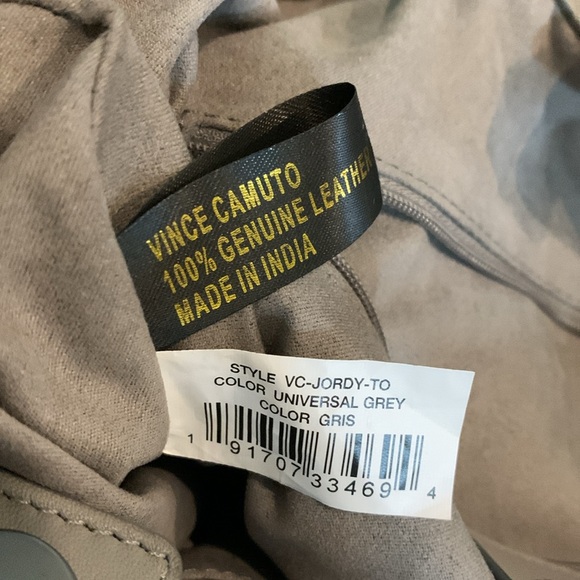 VINCE CAMUTO
100% GENUINE LEATHER
MADE IN INDIA
STYLE VC-JORDY-TO
COLOR UNIVERSAL GREY
COLOR GRIS
1 91707 33469 4